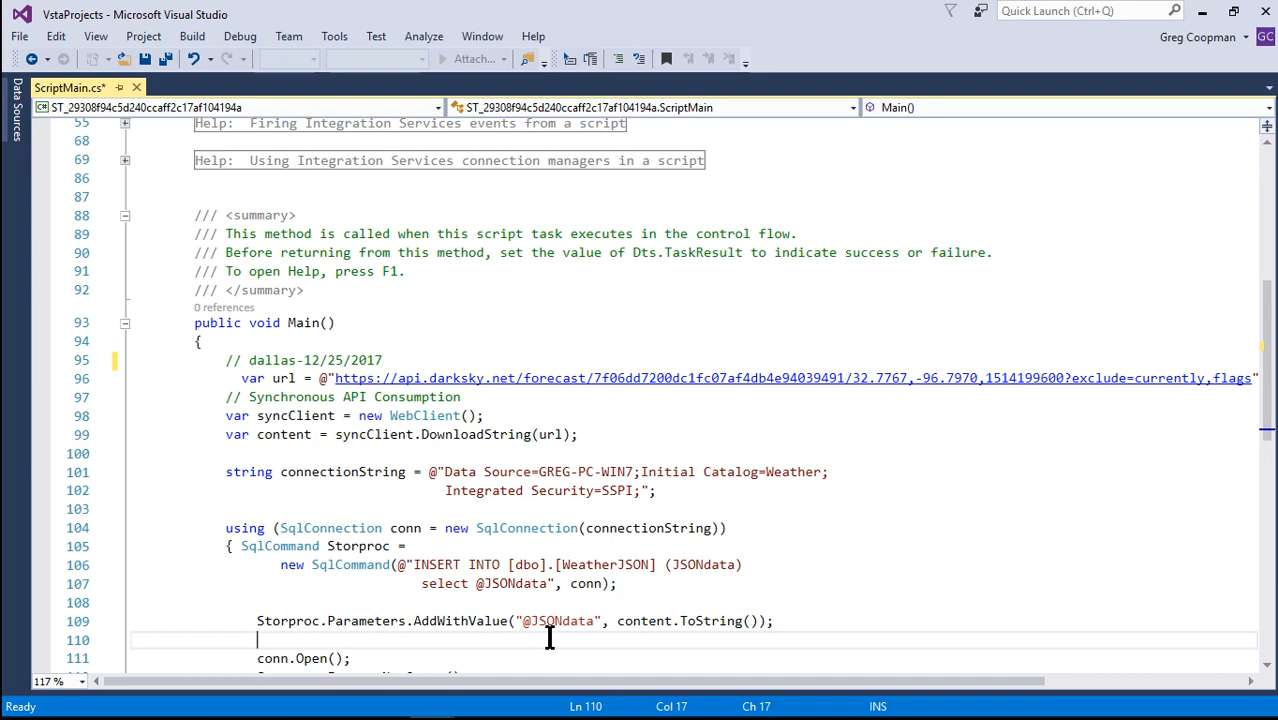 VstaProjects - Microsoft Visual Studio
Quick Launch (Ctrl+Q)
File Edit View Project Build Debug Team Tools Test Analyze Window Help
Greg Coopman GC
Attach...
Data Sources
ScriptMain.cs*
ST_29308f94c5d240ccaff2c17af104194a ST_29308f94c5d240ccaff2c17af104194a.ScriptMain Main()
55 Help: Firing Integration Services events from a script
68
69 Help: Using Integration Services connection managers in a script
86
87
88 /// <summary>
89 /// This method is called when this script task executes in the control flow.
90 /// Before returning from this method, set the value of Dts.TaskResult to indicate success or failure.
91 /// To open Help, press F1.
92 /// </summary>
0 references
93 public void Main()
94 {
95 // dallas-12/25/2017
96 var url = @"https://api.darksky.net/forecast/7f06dd7200dc1fc07af4db4e94039491/32.7767,-96.7970,1514199600?exclude=currently,flags"
97 // Synchronous API Consumption
98 var syncClient = new WebClient();
99 var content = syncClient.DownloadString(url);
100
101 string connectionString = @"Data Source=GREG-PC-WIN7;Initial Catalog=Weather;
102 Integrated Security=SSPI;";
103
104 using (SqlConnection conn = new SqlConnection(connectionString))
105 { SqlCommand Storproc =
106 new SqlCommand(@"INSERT INTO [dbo].[WeatherJSON] (JSONdata)
107 select @JSONdata", conn);
108
109 Storproc.Parameters.AddWithValue("@JSONdata", content.ToString());
110
111 conn.Open();
117 %
Ready Ln 110 Col 17 Ch 17 INS